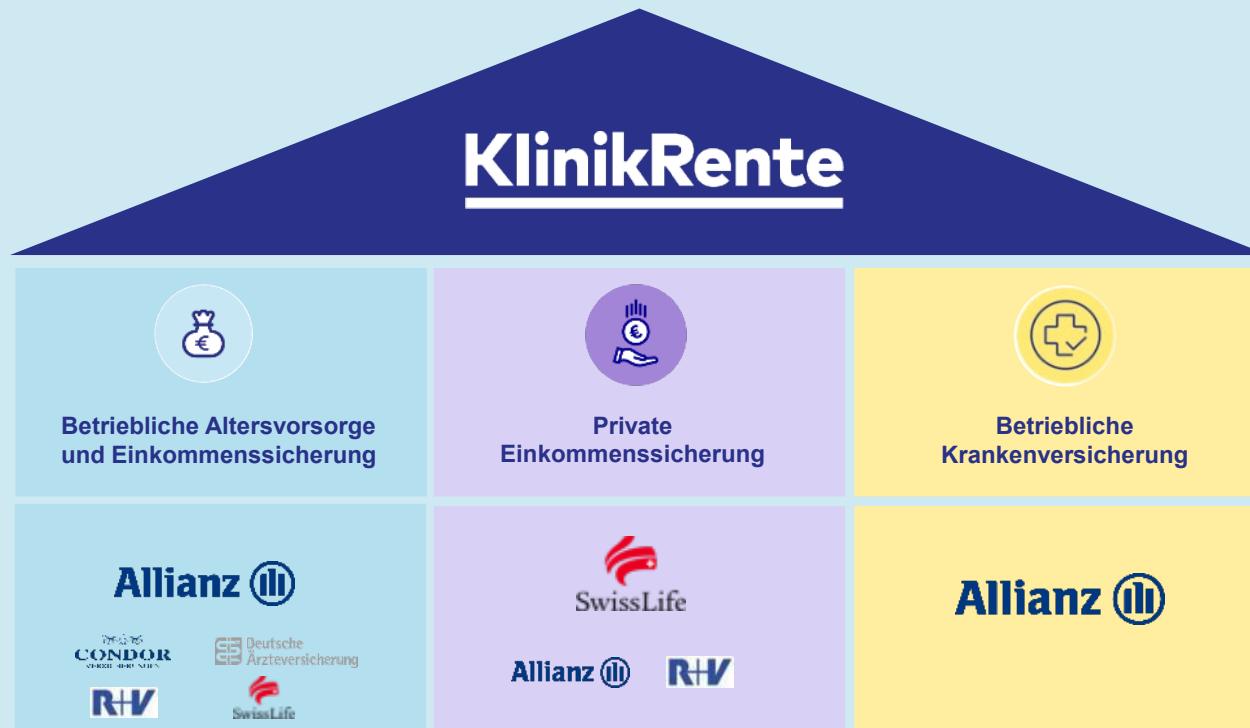 KlinikRente
Betriebliche Altersvorsorge
und Einkommenssicherung
Private
Einkommenssicherung
Betriebliche
Krankenversicherung
Allianz
CONDOR
Deutsche
Ärzteversicherung
R+V
SwissLife
SwissLife
Allianz
R+V
Allianz